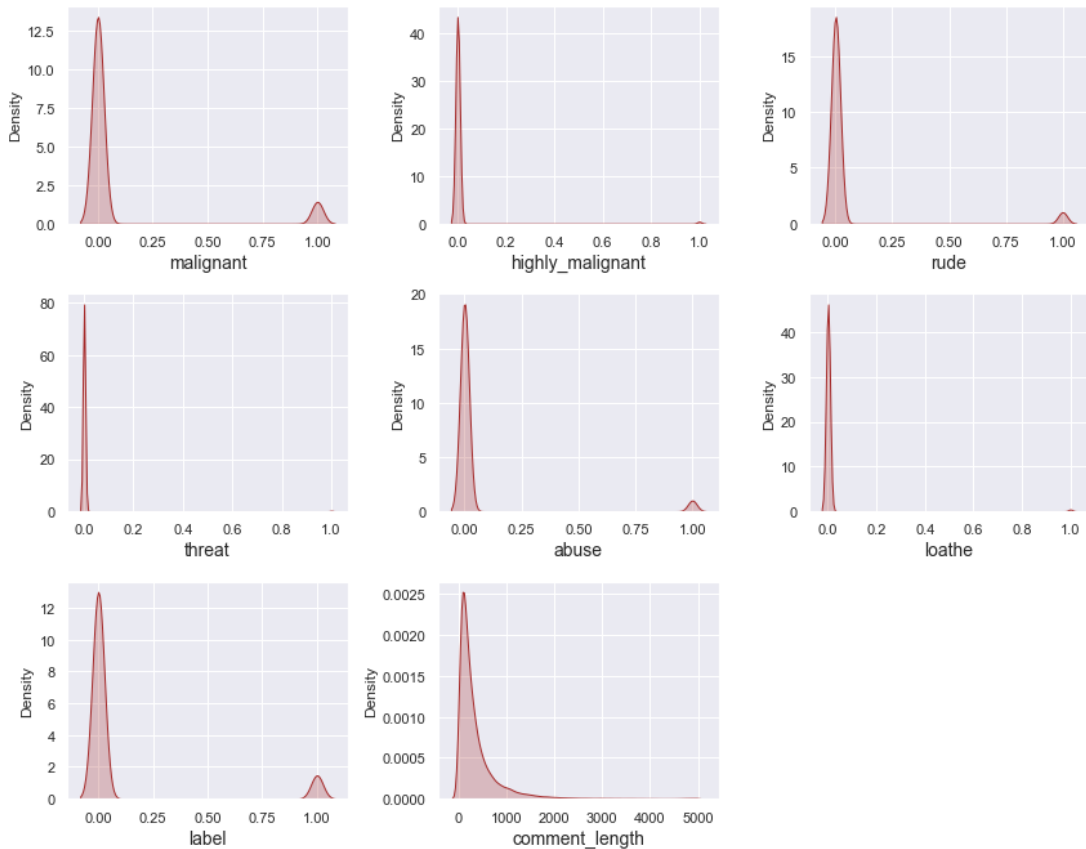 Density
12.5
10.0
7.5
5.0
2.5
0.0
0.00 0.25 0.50 0.75 1.00
malignant
Density
40
30
20
10
0
0.0 0.2 0.4 0.6 0.8 1.0
highly_malignant
Density
15
10
5
0
0.00 0.25 0.50 0.75 1.00
rude
Density
80
60
40
20
0
0.0 0.2 0.4 0.6 0.8 1.0
threat
Density
20
15
10
5
0
0.00 0.25 0.50 0.75 1.00
abuse
Density
40
30
20
10
0
0.0 0.2 0.4 0.6 0.8 1.0
loathe
Density
12
10
8
6
4
2
0
0.00 0.25 0.50 0.75 1.00
label
Density
0.0025
0.0020
0.0015
0.0010
0.0005
0.0000
0 1000 2000 3000 4000 5000
comment_length